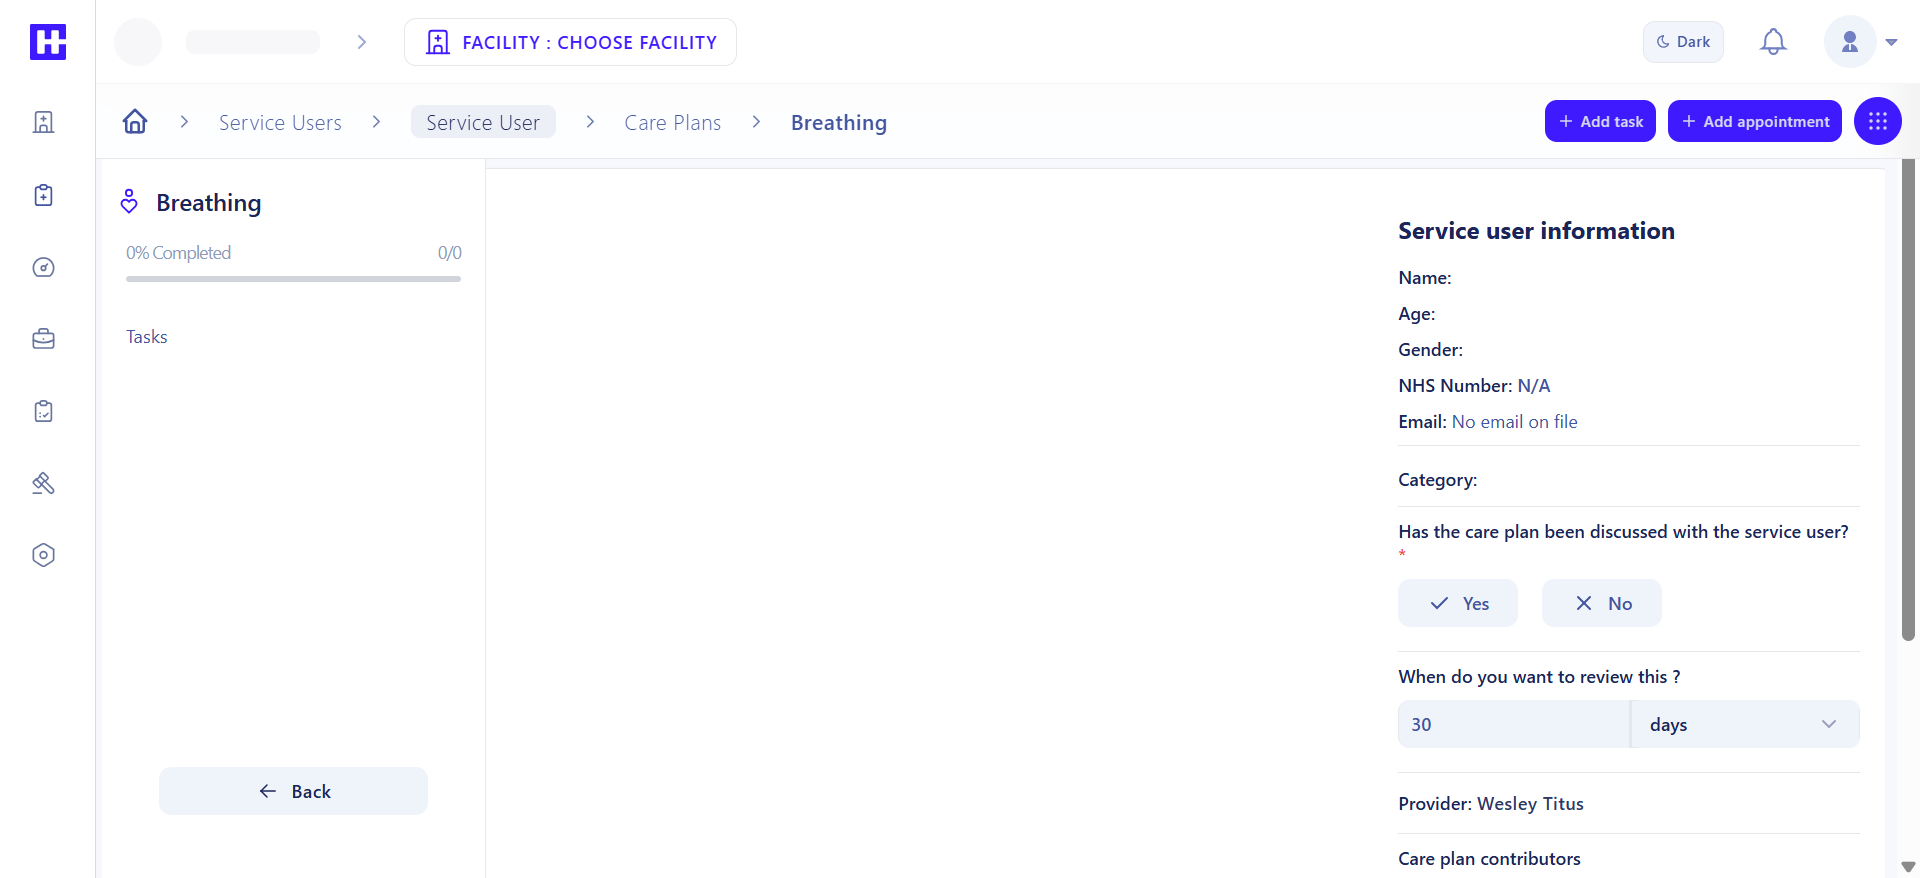 FACILITY : CHOOSE FACILITY
Dark
Service Users
Service User
Care Plans
Breathing
+ Add task
+ Add appointment
Breathing
0% Completed
0/0
Tasks
Back
Service user information
Name:
Age:
Gender:
NHS Number: N/A
Email: No email on file
Category:
Has the care plan been discussed with the service user?
*
Yes
No
When do you want to review this ?
30
days
Provider: Wesley Titus
Care plan contributors